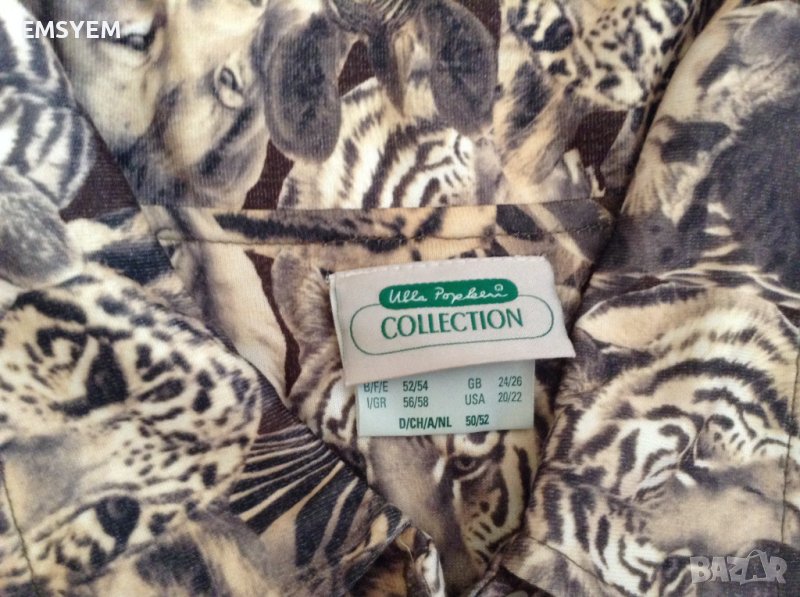 EMSYEM
Ulla Popken
COLLECTION
B/F/E 52/54 GB 24/26
I/GR 56/58 USA 20/22
D/CH/A/NL 50/52
BAZAR